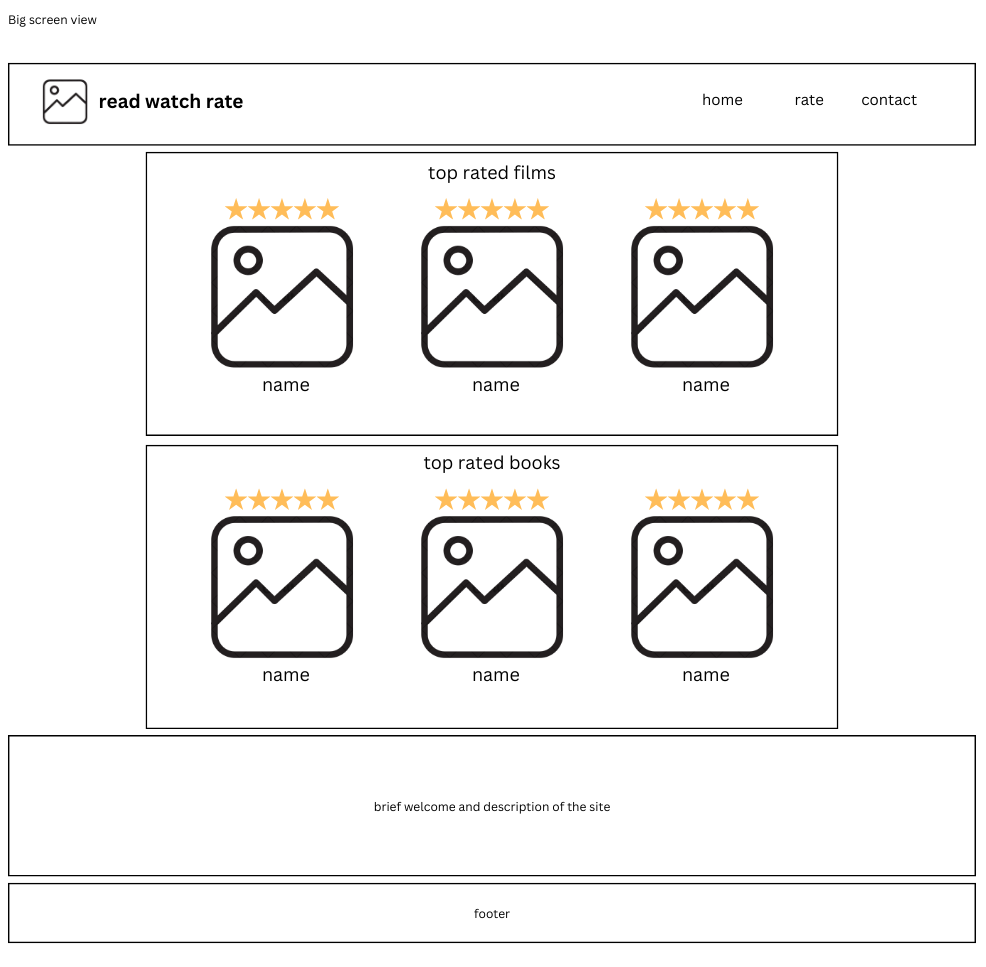 Big screen view
read watch rate
home rate contact
top rated films
name name name
top rated books
name name name
brief welcome and description of the site
footer